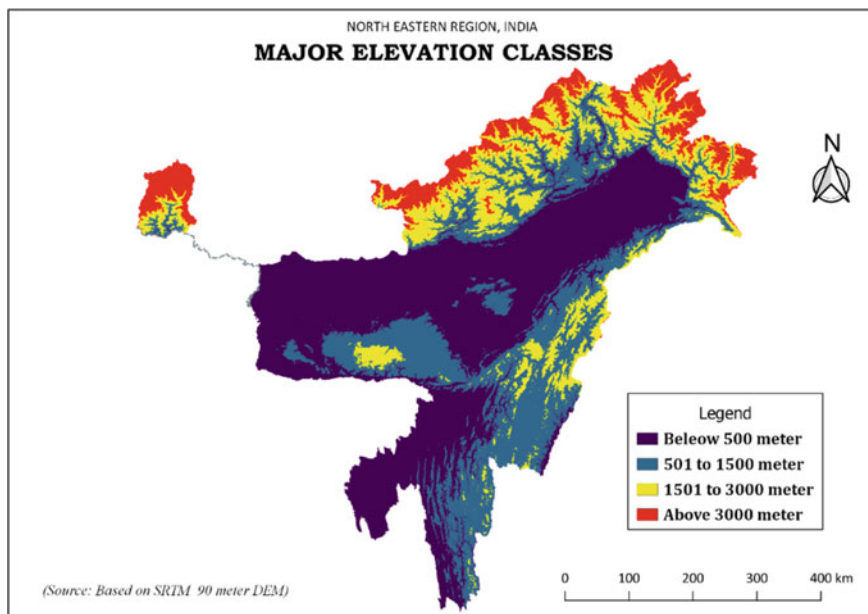 NORTH EASTERN REGION, INDIA
MAJOR ELEVATION CLASSES
N
Legend
Beleow 500 meter
501 to 1500 meter
1501 to 3000 meter
Above 3000 meter
(Source: Based on SRTM 90 meter DEM)
0 100 200 300 400 km